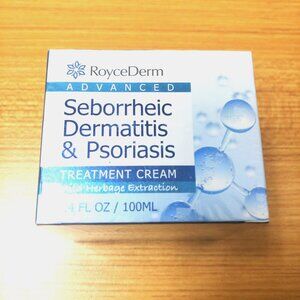 RoyceDerm
ADVANCED
Seborrheic
Dermatitis
& Psoriasis
TREATMENT CREAM
Herbage Extraction
4 FL OZ / 100ML